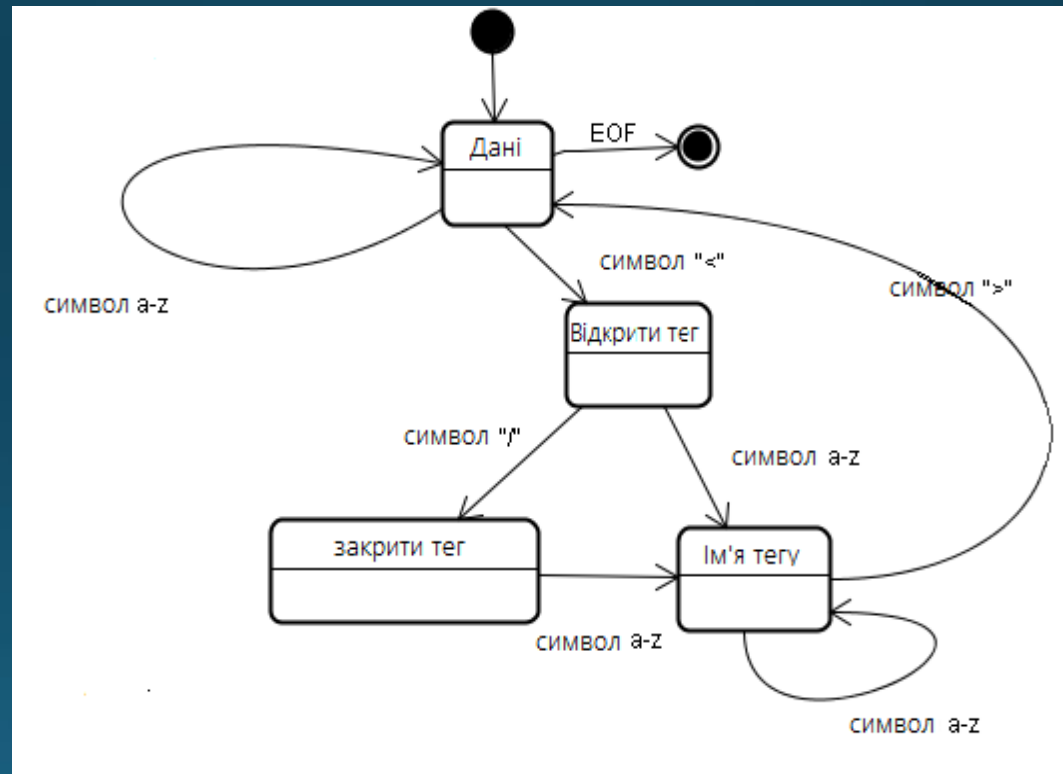 Дані
EOF
символ a-z
символ "<"
символ ">"
Відкрити тег
символ "/"
символ a-z
закрити тег
Ім'я тегу
символ a-z
символ a-z